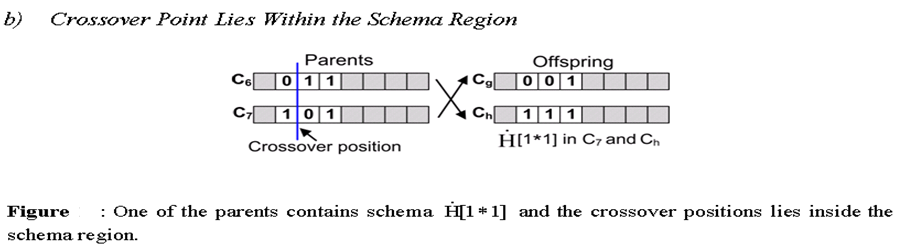 b) Crossover Point Lies Within the Schema Region
Parents Offspring
C6 0 1 1 Cg 0 0 1
C7 1 0 1 Ch 1 1 1
Crossover position Ḣ[1*1] in C7 and Ch
Figure : One of the parents contains schema Ḣ[1*1] and the crossover positions lies inside the
schema region.